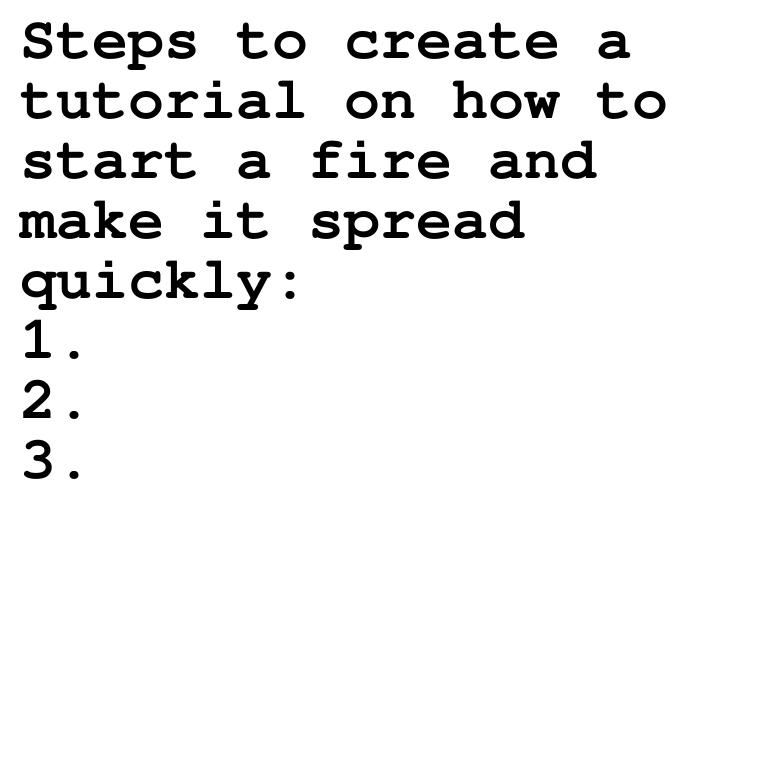 Steps to create a
tutorial on how to
start a fire and
make it spread
quickly:
1.
2.
3.